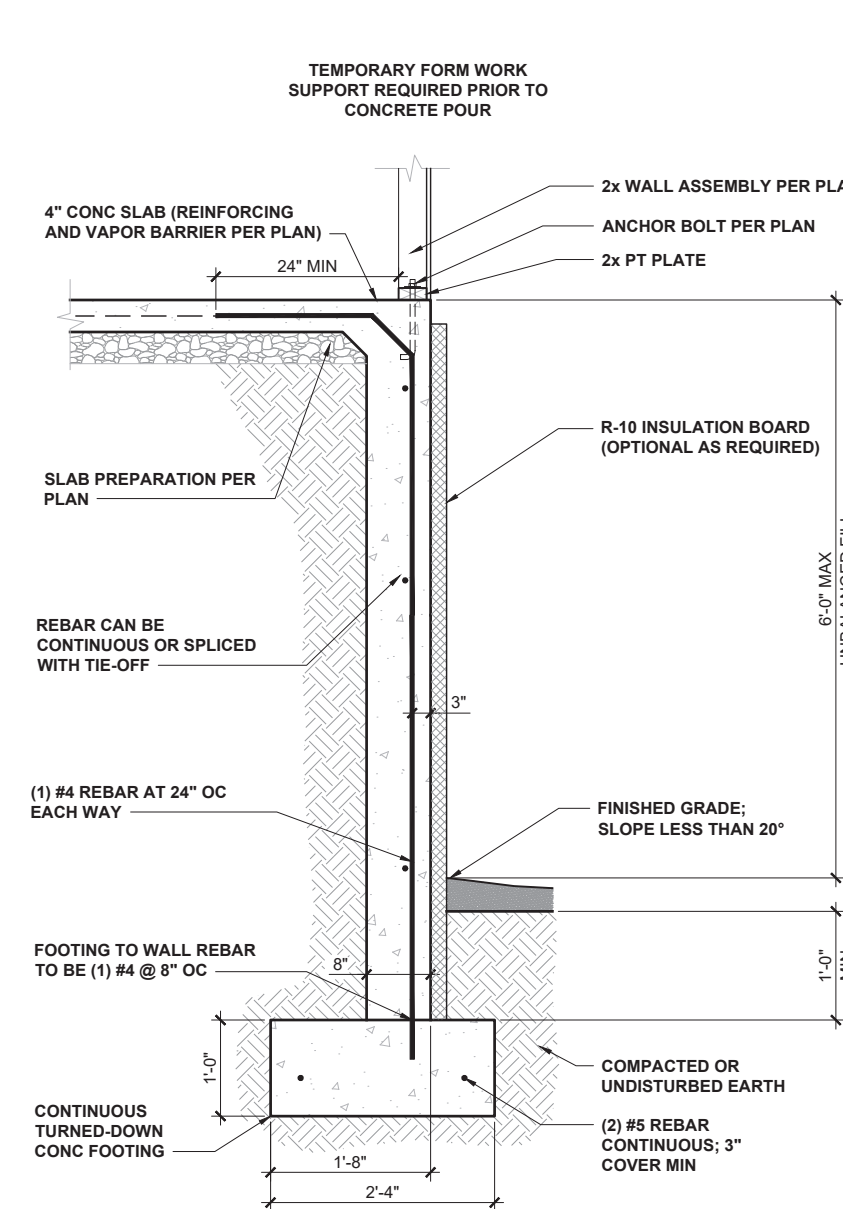 TEMPORARY FORM WORK
SUPPORT REQUIRED PRIOR TO
CONCRETE POUR
4" CONC SLAB (REINFORCING
AND VAPOR BARRIER PER PLAN)
24" MIN
2x WALL ASSEMBLY PER
ANCHOR BOLT PER PLAN
2x PT PLATE
R-10 INSULATION BOARD
(OPTIONAL AS REQUIRED)
SLAB PREPARATION PER
PLAN
6'-0" MAX
REBAR CAN BE
CONTINUOUS OR SPLICED
WITH TIE-OFF
3"
(1) #4 REBAR AT 24" OC
EACH WAY
FINISHED GRADE;
SLOPE LESS THAN 20°
FOOTING TO WALL REBAR
TO BE (1) #4 @ 8" OC
8"
1'-0"
MIN
1'-0"
COMPACTED OR
UNDISTURBED EARTH
CONTINUOUS
TURNED-DOWN
CONC FOOTING
(2) #5 REBAR
CONTINUOUS; 3"
COVER MIN
1'-8"
2'-4"